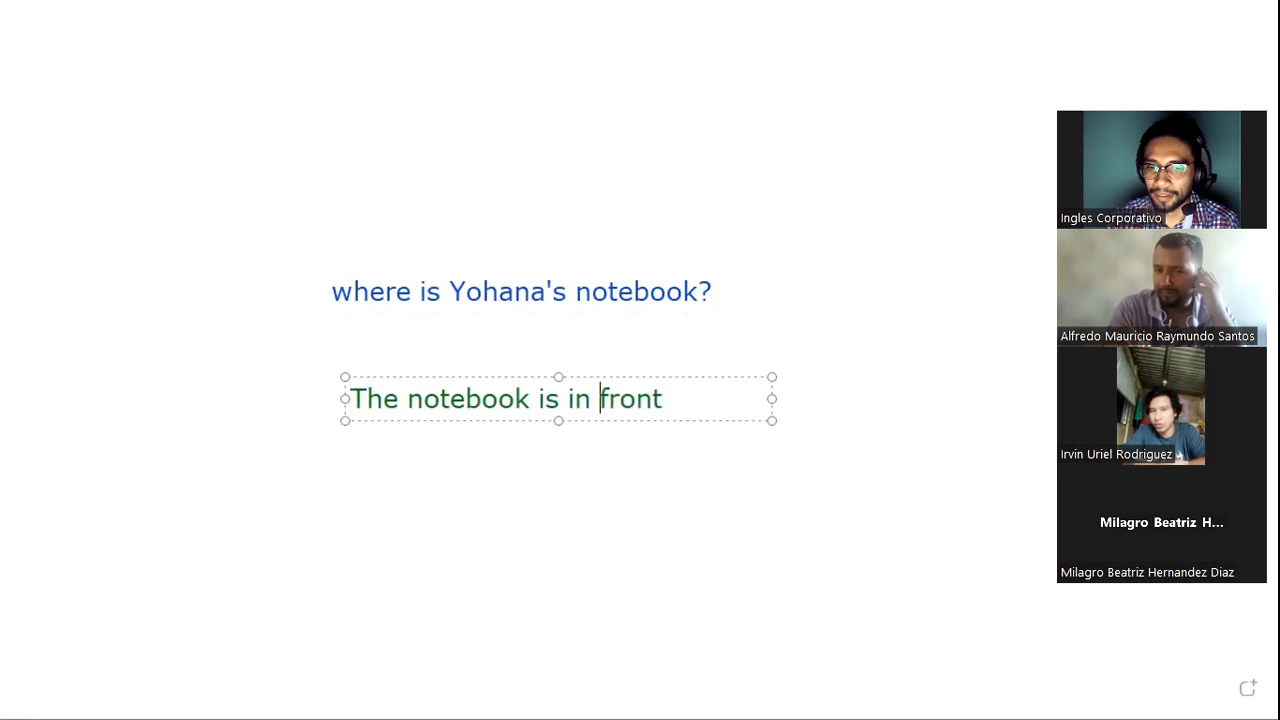 where is Yohana's notebook?
The notebook is in front
Ingles Corporativo
Alfredo Mauricio Raymundo Santos
Irvin Uriel Rodriguez
Milagro Beatriz H...
Milagro Beatriz Hernandez Diaz